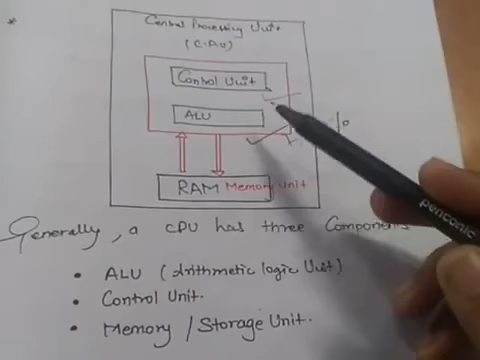 *
Central Processing Unit
(C.P.U)
Control Unit
ALU
RAM Memory Unit
Generally, a CPU has three Components
• ALU (Arithmetic logic Unit)
• Control Unit.
• Memory / Storage Unit.
pentonic